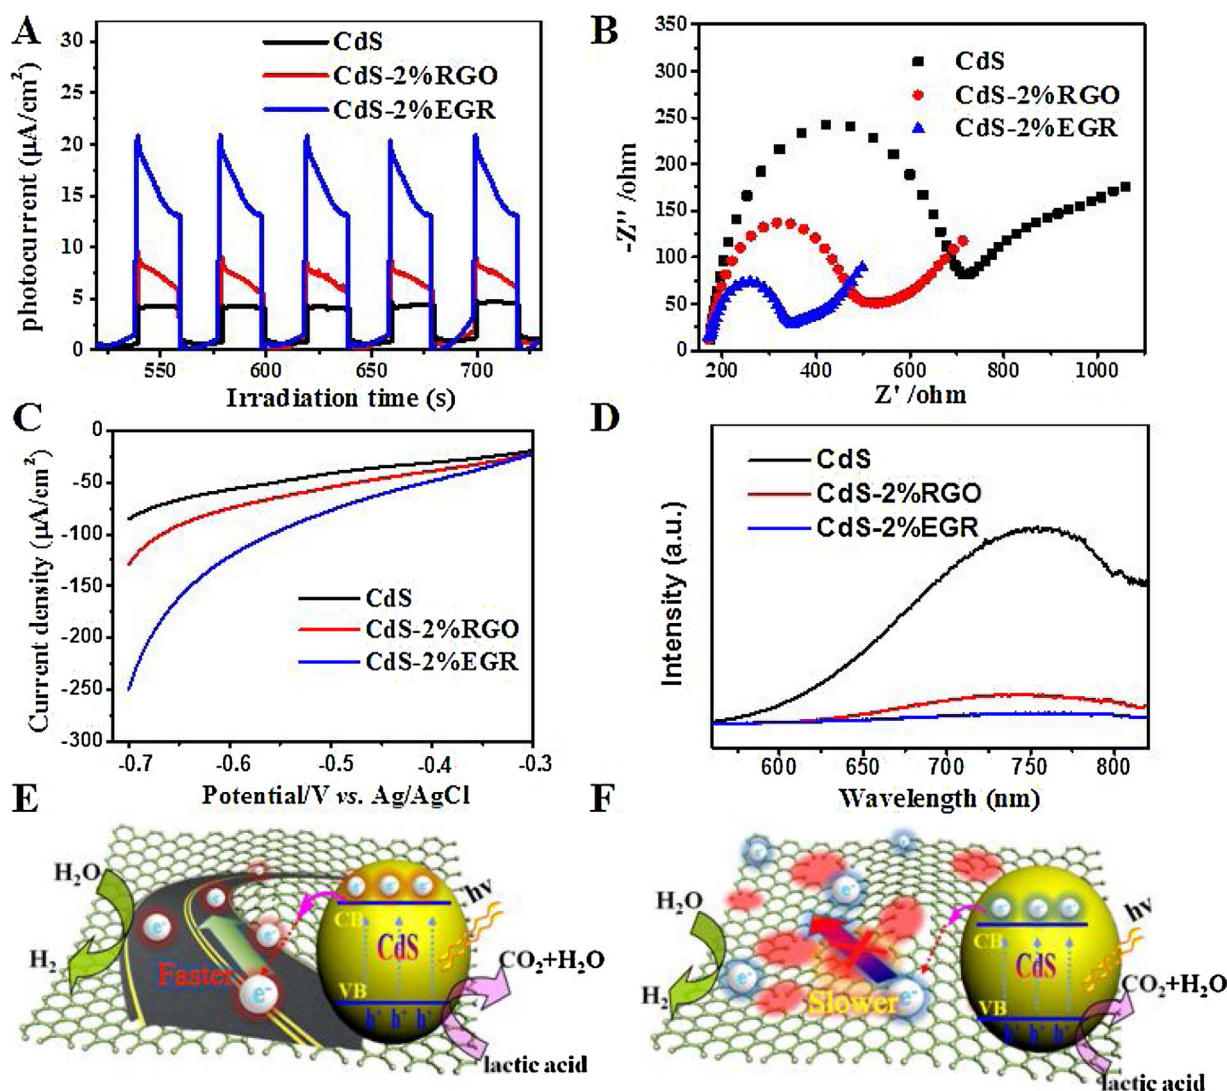 A
30
25
20
15
10
5
0
photocurrent (μA/cm²)
CdS
CdS-2%RGO
CdS-2%EGR
550
600
650
700
Irradiation time (s)
B
350
300
250
200
150
100
50
0
-Z'' /ohm
CdS
CdS-2%RGO
CdS-2%EGR
200
400
600
800
1000
Z' /ohm
C
0
-50
-100
-150
-200
-250
-300
Current density (μA/cm²)
CdS
CdS-2%RGO
CdS-2%EGR
-0.7
-0.6
-0.5
-0.4
-0.3
Potential/V vs. Ag/AgCl
D
Intensity (a.u.)
CdS
CdS-2%RGO
CdS-2%EGR
600
650
700
750
800
Wavelength (nm)
E
H₂O
H₂
Faster
e⁻
e⁻
e⁻
e⁻
e⁻
e⁻
e⁻
CB
CdS
VB
h⁺ h⁺ h⁺
hv
CO₂+H₂O
lactic acid
F
H₂O
H₂
Slower
e⁻
e⁻
e⁻
e⁻
e⁻
e⁻
e⁻
CB
CdS
VB
h⁺ h⁺ h⁺
hv
CO₂+H₂O
lactic acid